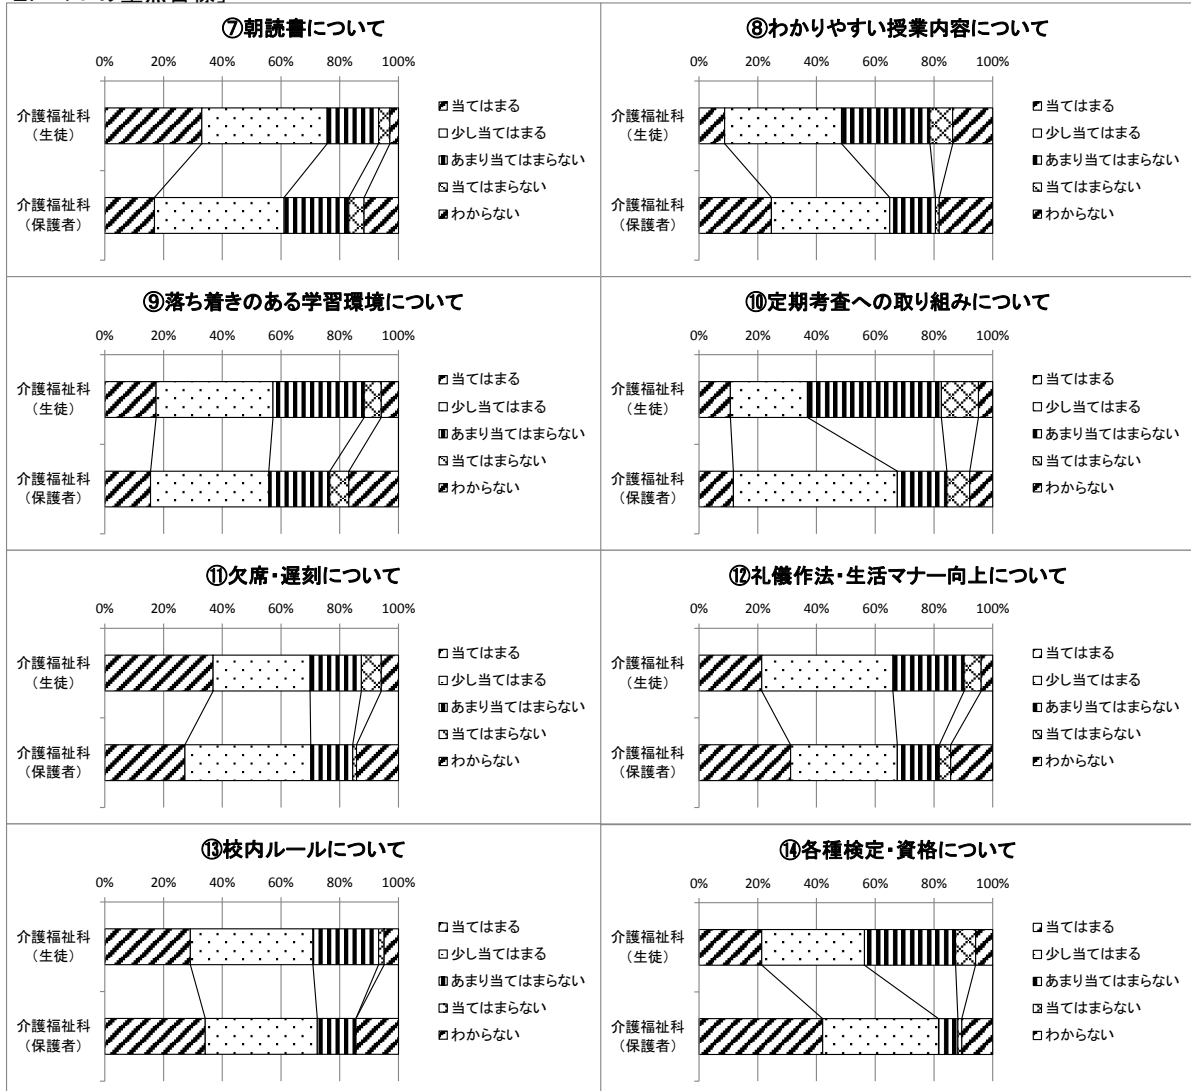 ⑦朝読書について
0% 20% 40% 60% 80% 100%
介護福祉科
（生徒）
介護福祉科
（保護者）
当てはまる
少し当てはまる
あまり当てはまらない
当てはまらない
わからない
⑧わかりやすい授業内容について
0% 20% 40% 60% 80% 100%
介護福祉科
（生徒）
介護福祉科
（保護者）
当てはまる
少し当てはまる
あまり当てはまらない
当てはまらない
わからない
⑨落ち着きのある学習環境について
0% 20% 40% 60% 80% 100%
介護福祉科
（生徒）
介護福祉科
（保護者）
当てはまる
少し当てはまる
あまり当てはまらない
当てはまらない
わからない
⑩定期考査への取り組みについて
0% 20% 40% 60% 80% 100%
介護福祉科
（生徒）
介護福祉科
（保護者）
当てはまる
少し当てはまる
あまり当てはまらない
当てはまらない
わからない
⑪欠席・遅刻について
0% 20% 40% 60% 80% 100%
介護福祉科
（生徒）
介護福祉科
（保護者）
当てはまる
少し当てはまる
あまり当てはまらない
当てはまらない
わからない
⑫礼儀作法・生活マナー向上について
0% 20% 40% 60% 80% 100%
介護福祉科
（生徒）
介護福祉科
（保護者）
当てはまる
少し当てはまる
あまり当てはまらない
当てはまらない
わからない
⑬校内ルールについて
0% 20% 40% 60% 80% 100%
介護福祉科
（生徒）
介護福祉科
（保護者）
当てはまる
少し当てはまる
あまり当てはまらない
当てはまらない
わからない
⑭各種検定・資格について
0% 20% 40% 60% 80% 100%
介護福祉科
（生徒）
介護福祉科
（保護者）
当てはまる
少し当てはまる
あまり当てはまらない
当てはまらない
わからない